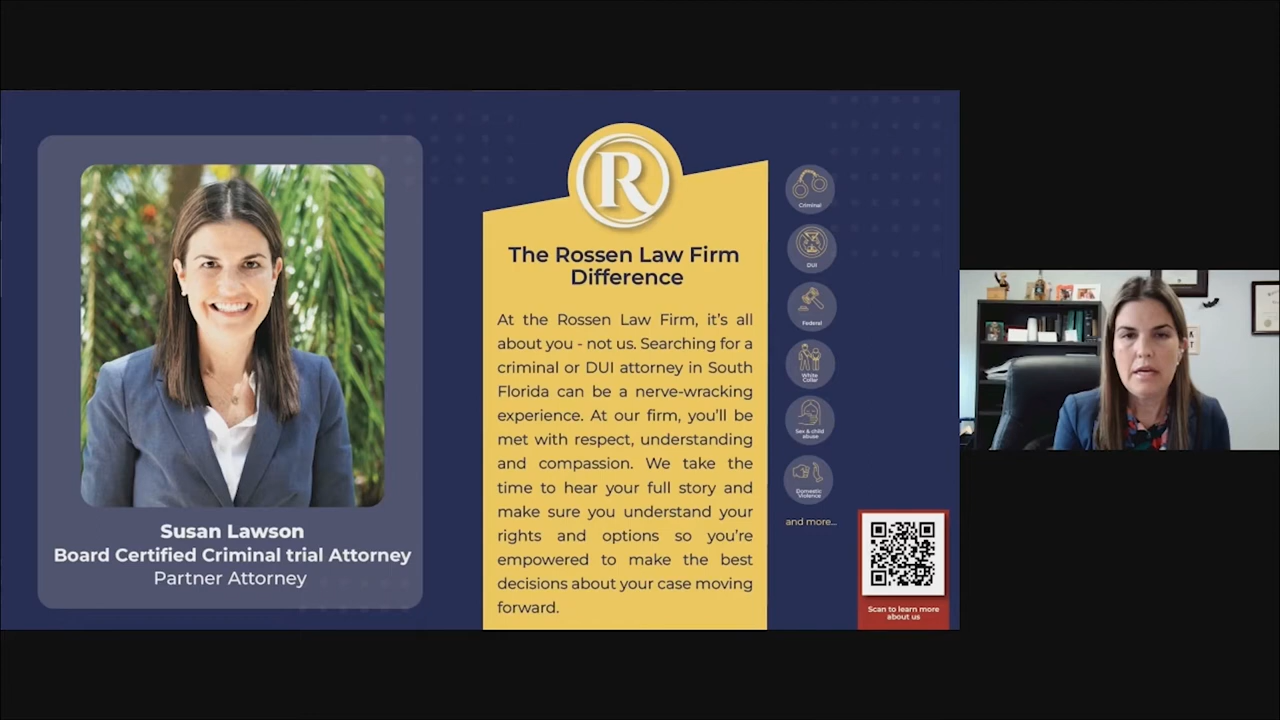 Susan Lawson
Board Certified Criminal trial Attorney
Partner Attorney
R
The Rossen Law Firm
Difference
At the Rossen Law Firm, it's all
about you - not us. Searching for a
criminal or DUI attorney in South
Florida can be a nerve-wracking
experience. At our firm, you'll be
met with respect, understanding
and compassion. We take the
time to hear your full story and
make sure you understand your
rights and options so you're
empowered to make the best
decisions about your case moving
forward.
Criminal
DUI
Federal
White
Collar
Sex & child
abuse
Domestic
Violence
and more...
Scan to learn more
about us